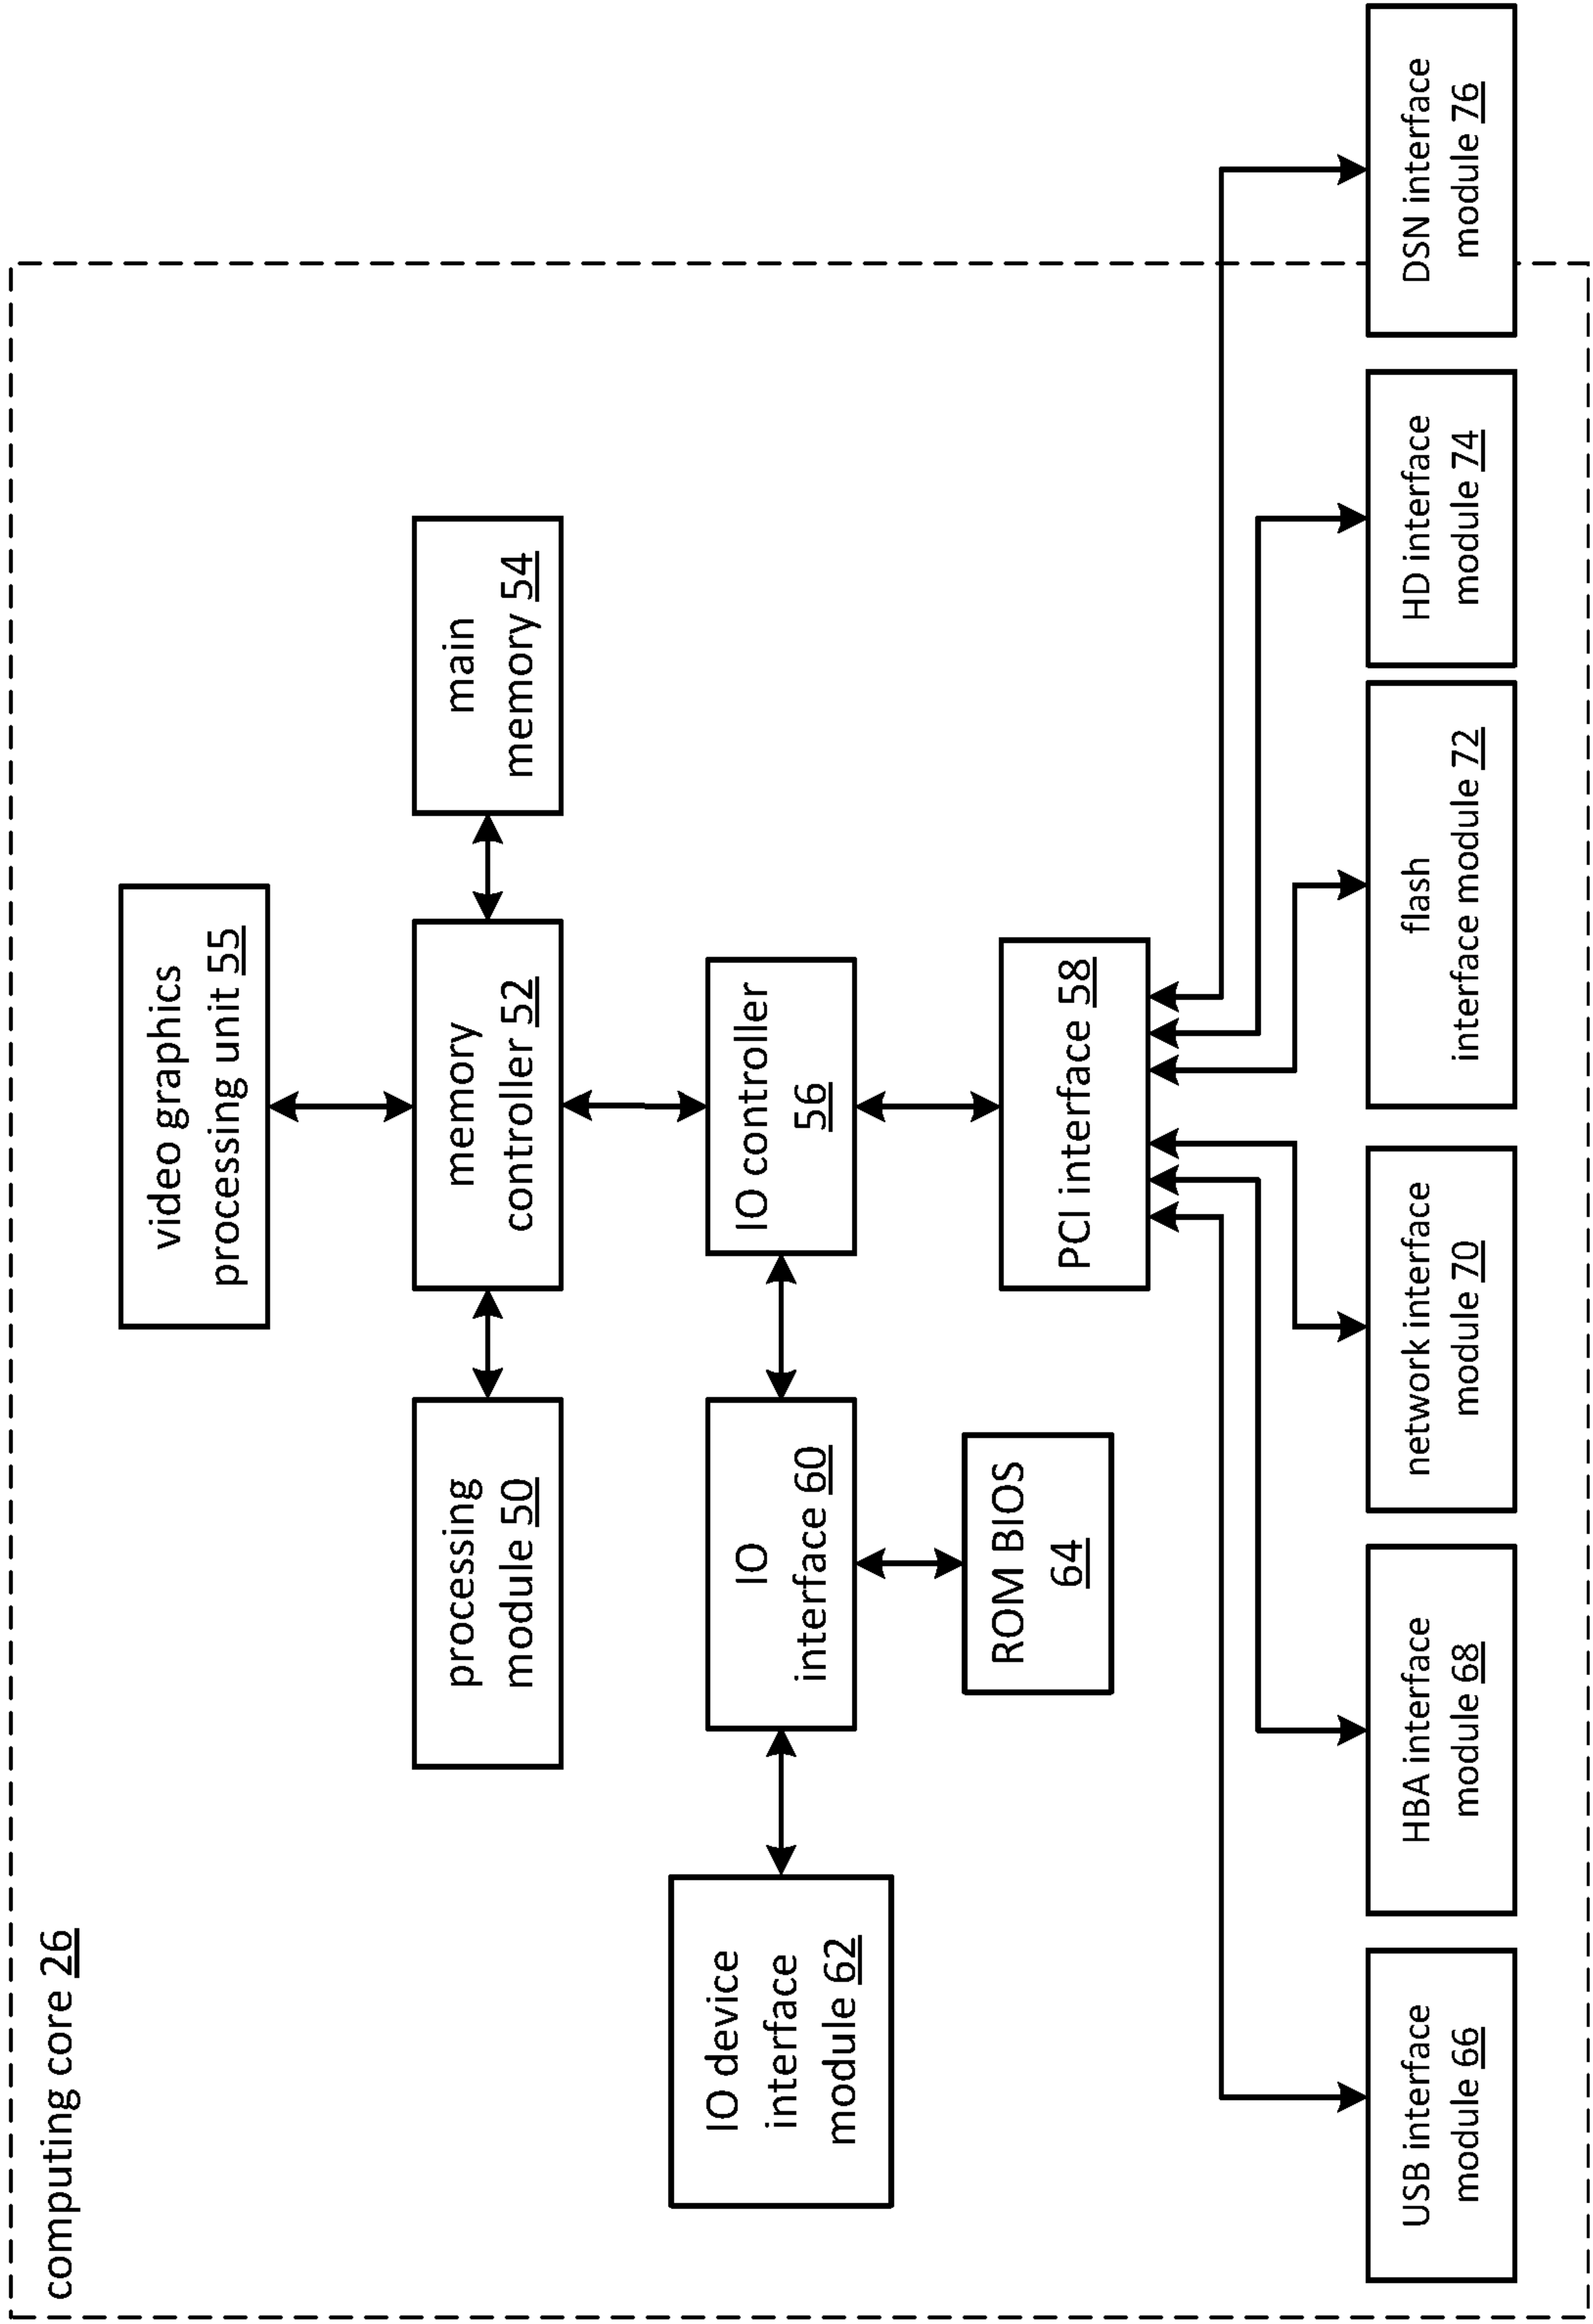 computing core 26
video graphics
processing unit 55
processing
module 50
memory
controller 52
main
memory 54
IO device
interface
module 62
IO
interface 60
IO controller
56
ROM BIOS
64
PCI interface 58
USB interface
module 66
HBA interface
module 68
network interface
module 70
flash
interface module 72
HD interface
module 74
DSN interface
module 76